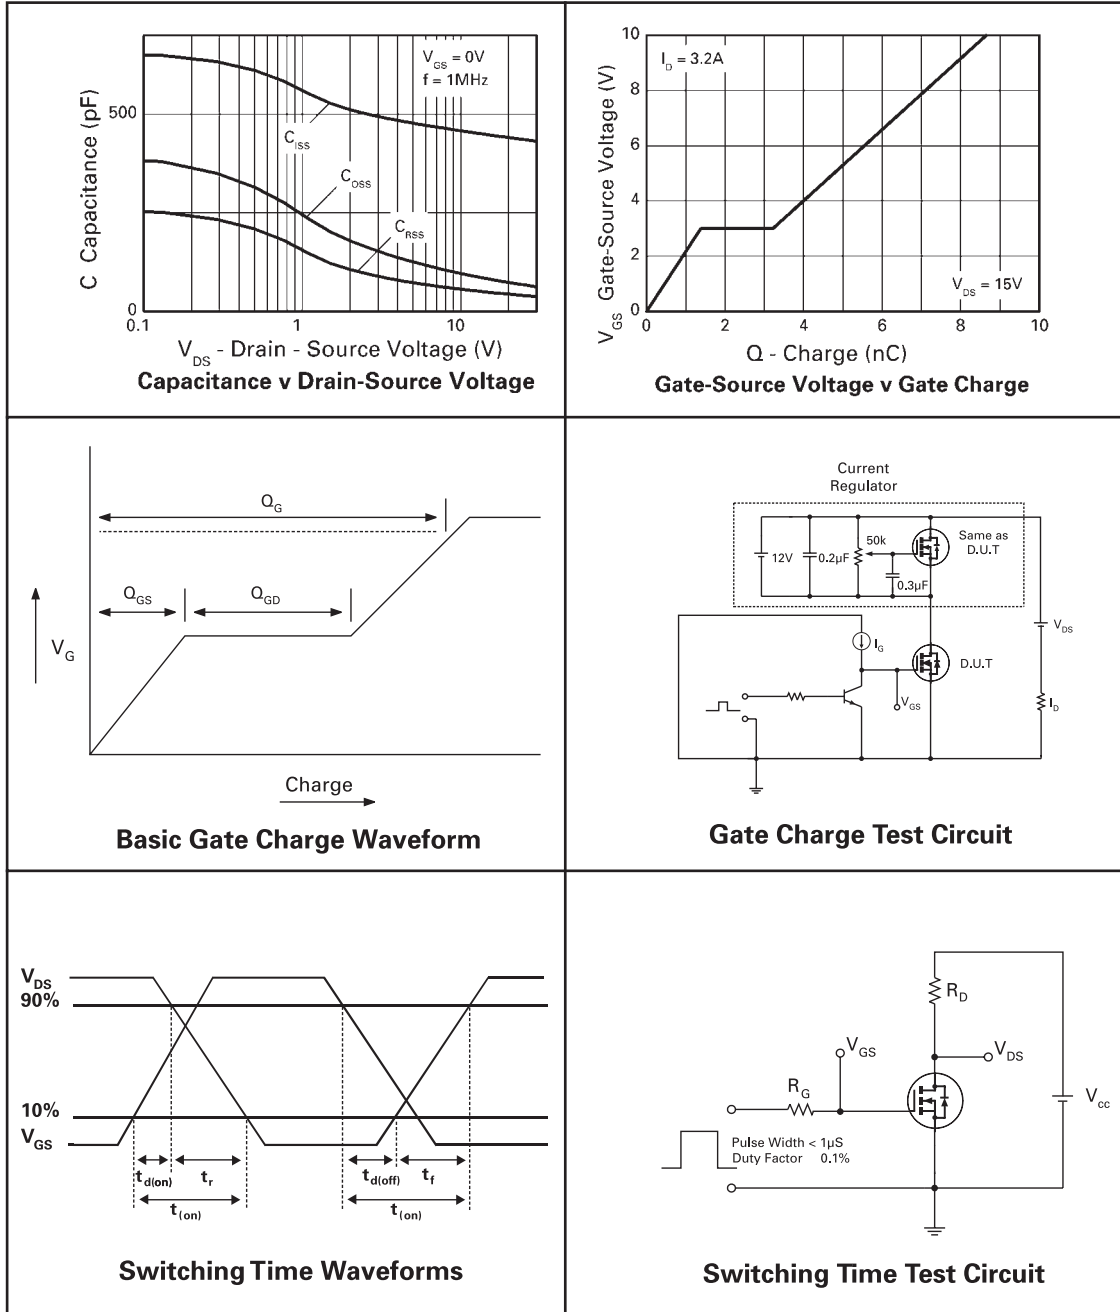 V_GS = 0V
f = 1MHz
C Capacitance (pF)
500
0
C_ISS
C_OSS
C_RSS
0.1
1
10
V_DS - Drain - Source Voltage (V)
Capacitance v Drain-Source Voltage
I_D = 3.2A
V_GS Gate-Source Voltage (V)
10
8
6
4
2
0
V_DS = 15V
0
2
4
6
8
10
Q - Charge (nC)
Gate-Source Voltage v Gate Charge
Q_G
Q_GS
Q_GD
V_G
Charge
Basic Gate Charge Waveform
Current
Regulator
12V
0.2µF
50k
0.3µF
Same as
D.U.T
I_G
V_DS
D.U.T
V_GS
I_D
Gate Charge Test Circuit
V_DS
90%
10%
V_GS
t_d(on)
t_r
t_(on)
t_d(off)
t_f
t_(on)
Switching Time Waveforms
R_D
V_GS
V_DS
R_G
V_cc
Pulse Width < 1µS
Duty Factor 0.1%
Switching Time Test Circuit